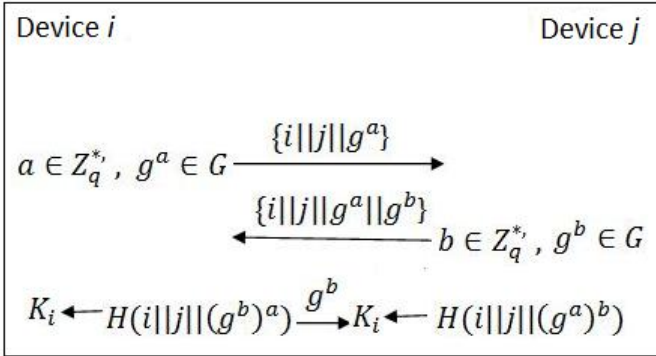 Device i Device j
{i||j||g^a}
a ∈ Z_q^{*,} , g^a ∈ G
{i||j||g^a||g^b}
b ∈ Z_q^{*,} , g^b ∈ G
K_i ← H(i||j||(g^b)^a) g^b → K_i ← H(i||j||(g^a)^b)